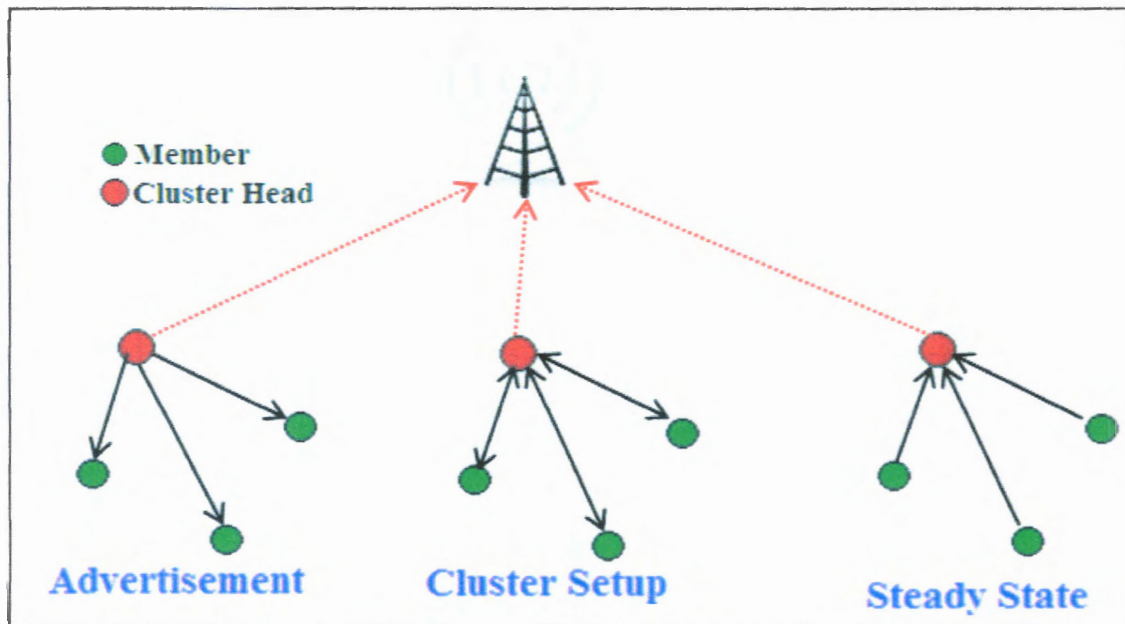 Member
Cluster Head
Advertisement
Cluster Setup
Steady State